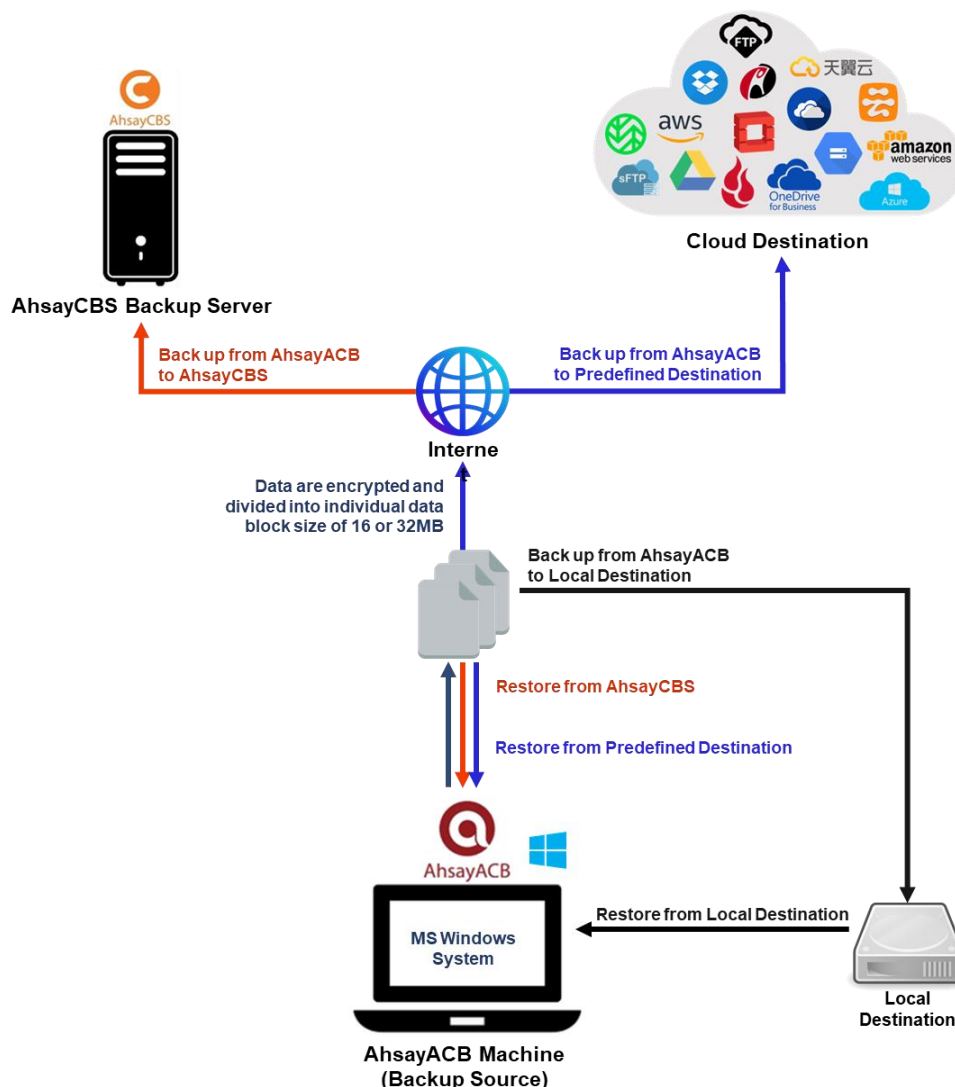 FTP
天翼云
AhsayCBS
aws
amazon
web services
sFTP
OneDrive
for Business
Azure
Cloud Destination
AhsayCBS Backup Server
Back up from AhsayACB
to AhsayCBS
Back up from AhsayACB
to Predefined Destination
Interne
t
Data are encrypted and
divided into individual data
block size of 16 or 32MB
Back up from AhsayACB
to Local Destination
Restore from AhsayCBS
Restore from Predefined Destination
AhsayACB
Restore from Local Destination
MS Windows
System
Local
Destination
AhsayACB Machine
(Backup Source)